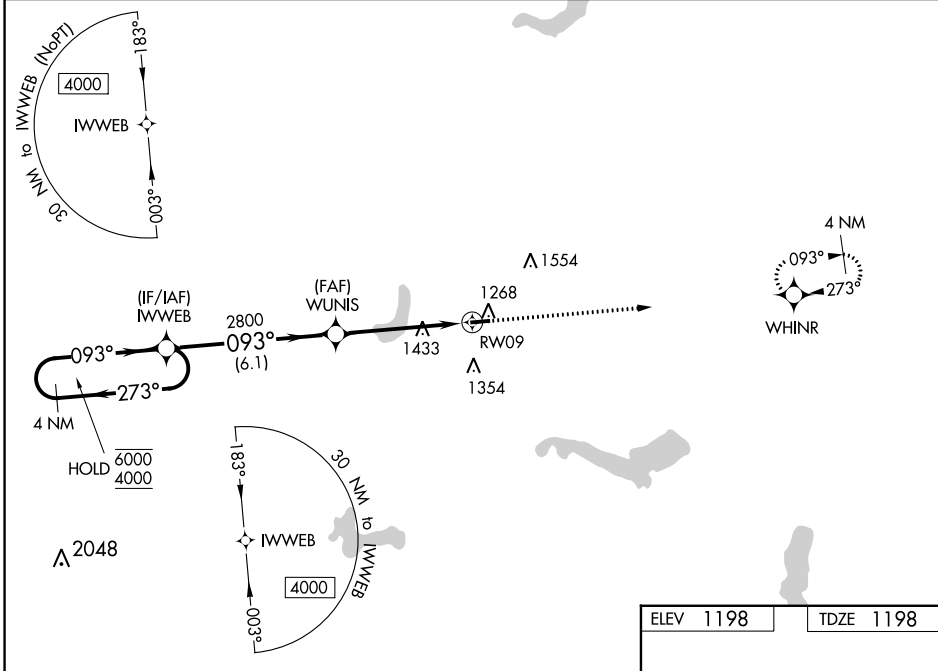 183°
30 NM to IWWEB (NoPT)
4000
IWWEB
003°
1554
4 NM
093°
273°
WHINR
(IF/IAF)
IWWEB
(FAF)
WUNIS
1268
2800
093°
(6.1)
1433
RW09
1354
093°
273°
4 NM
HOLD 6000
4000
183°
30 NM to IWWEB
IWWEB
4000
003°
2048
ELEV 1198
TDZE 1198